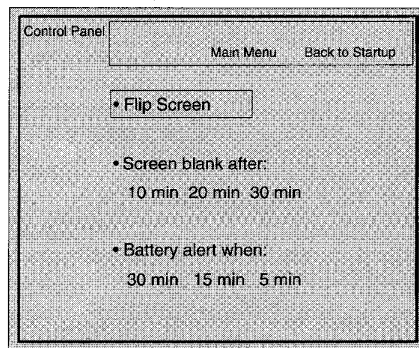 Control Panel
Main Menu Back to Startup
• Flip Screen
• Screen blank after:
10 min 20 min 30 min
• Battery alert when:
30 min 15 min 5 min